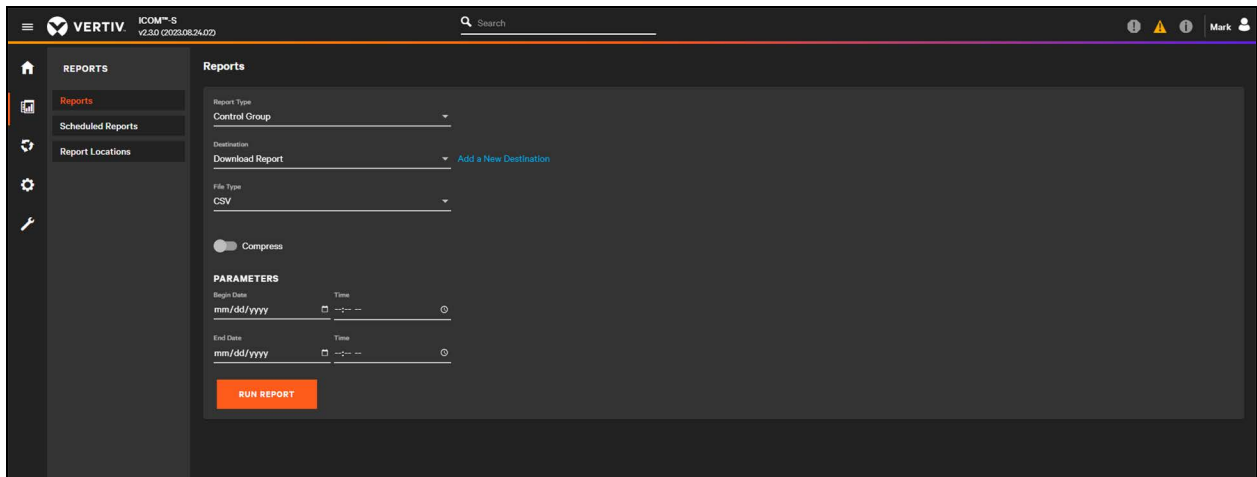 VERTIV.
ICOM™-S
v2.3.0 (2023.08.24.02)
Search
Mark
REPORTS
Reports
Scheduled Reports
Report Locations
Reports
Report Type
Control Group
Destination
Download Report
Add a New Destination
File Type
CSV
Compress
PARAMETERS
Begin Date Time
mm/dd/yyyy --:-- --
End Date Time
mm/dd/yyyy --:-- --
RUN REPORT